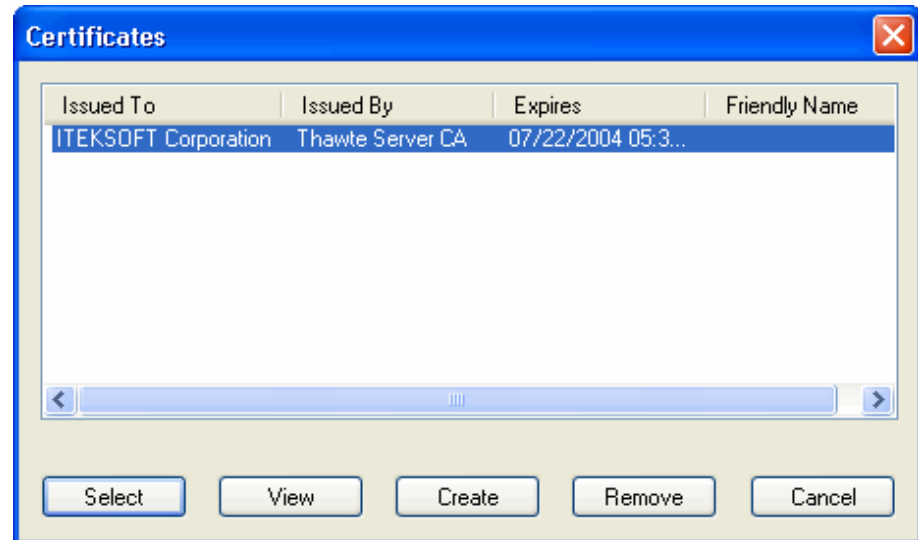 Certificates
Issued To Issued By Expires Friendly Name
ITEKSOFT Corporation Thawte Server CA 07/22/2004 05:3...
Select View Create Remove Cancel